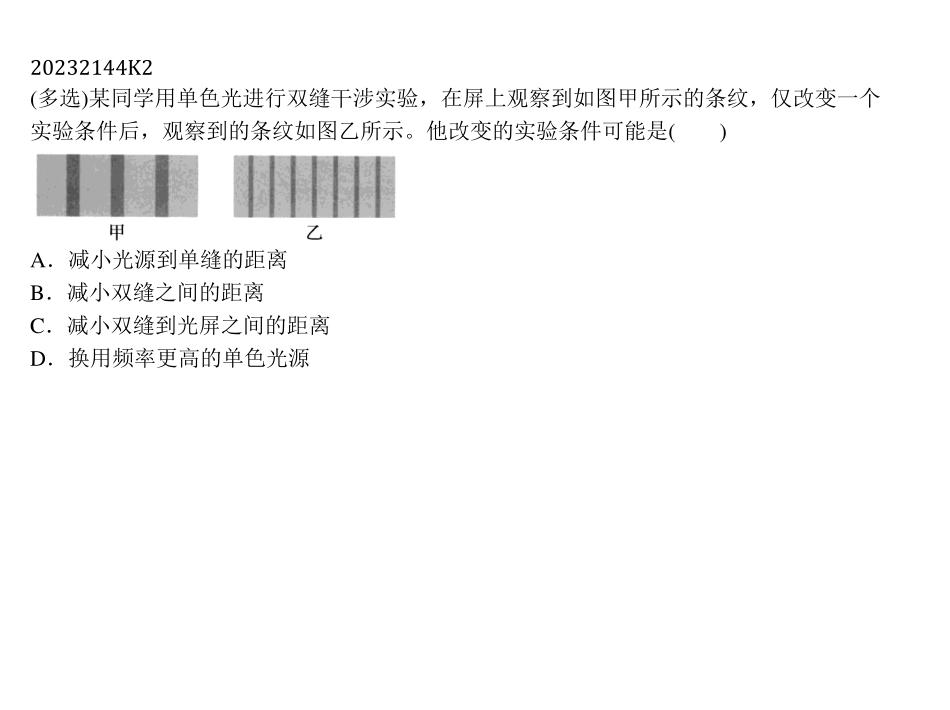 20232144K2
(多选)某同学用单色光进行双缝干涉实验，在屏上观察到如图甲所示的条纹，仅改变一个
实验条件后，观察到的条纹如图乙所示。他改变的实验条件可能是(　　)
甲　乙
A．减小光源到单缝的距离
B．减小双缝之间的距离
C．减小双缝到光屏之间的距离
D．换用频率更高的单色光源